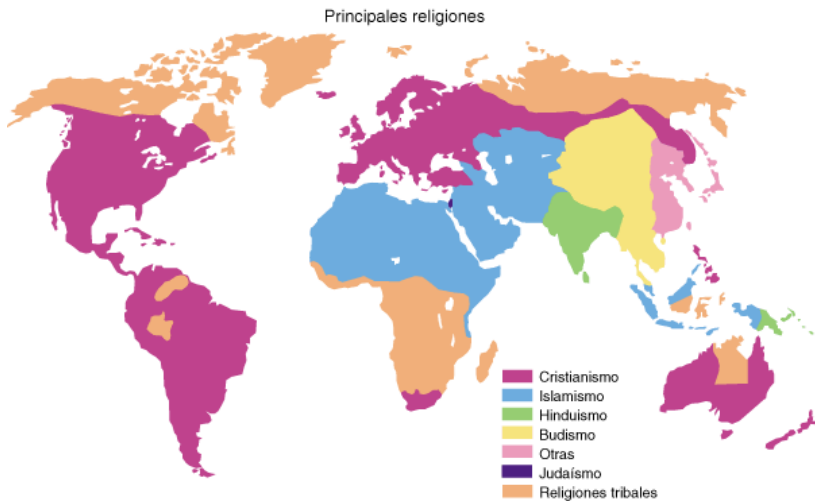 Principales religiones
Cristianismo
Islamismo
Hinduismo
Budismo
Otras
Judaísmo
Religiones tribales